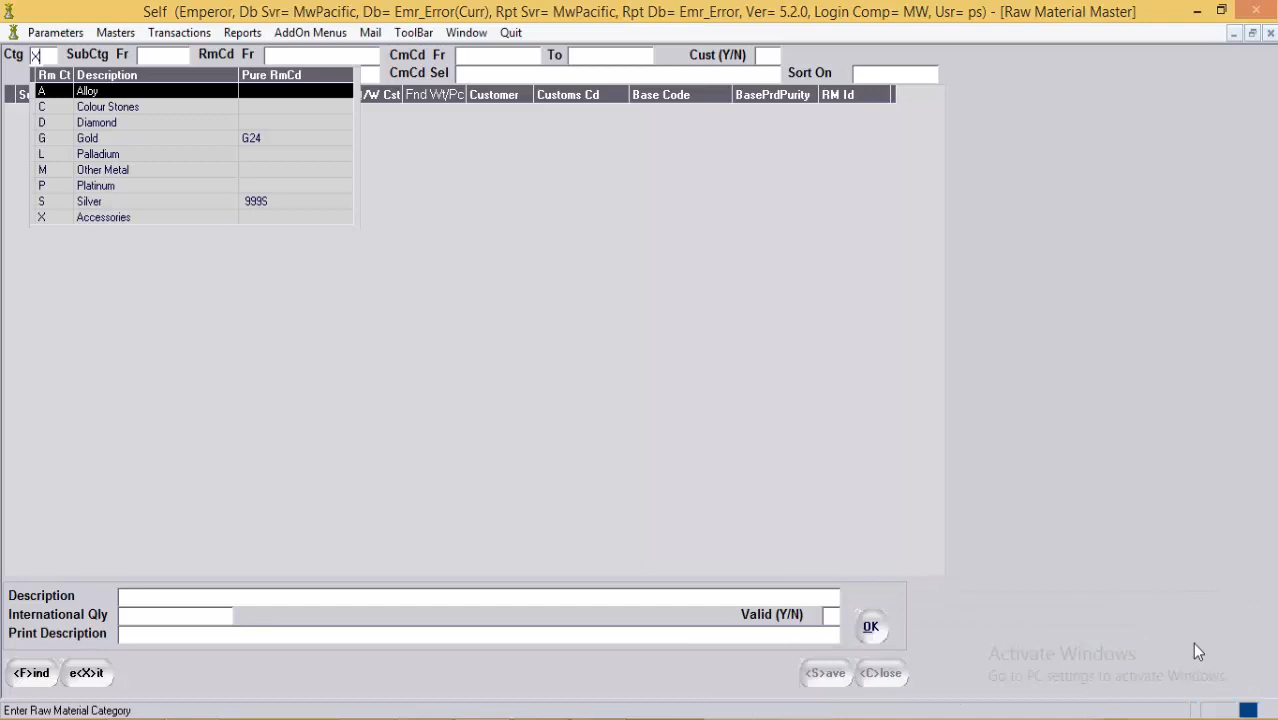 Self (Emperor, Db Svr= MwPacific, Db= Emr_Error(Curr), Rpt Svr= MwPacific, Rpt Db= Emr_Error, Ver= 5.2.0, Login Comp= MW, Usr= ps) - [Raw Material Master]
Parameters Masters Transactions Reports AddOn Menus Mail ToolBar Window Quit
Ctg X SubCtg Fr RmCd Fr CmCd Fr To Cust (Y/N)
CmCd Sel Sort On
Rm Ct Description Pure RmCd
/W Cst Fnd Wt/Pc Customer Customs Cd Base Code BasePrdPurity RM Id
A Alloy
C Colour Stones
D Diamond
G Gold G24
L Palladium
M Other Metal
P Platinum
S Silver 999S
X Accessories
Description
International Qly Valid (Y/N)
Print Description
OK
<F>ind e<X>it <S>ave <C>lose
Activate Windows
Go to PC settings to activate Windows.
Enter Raw Material Category